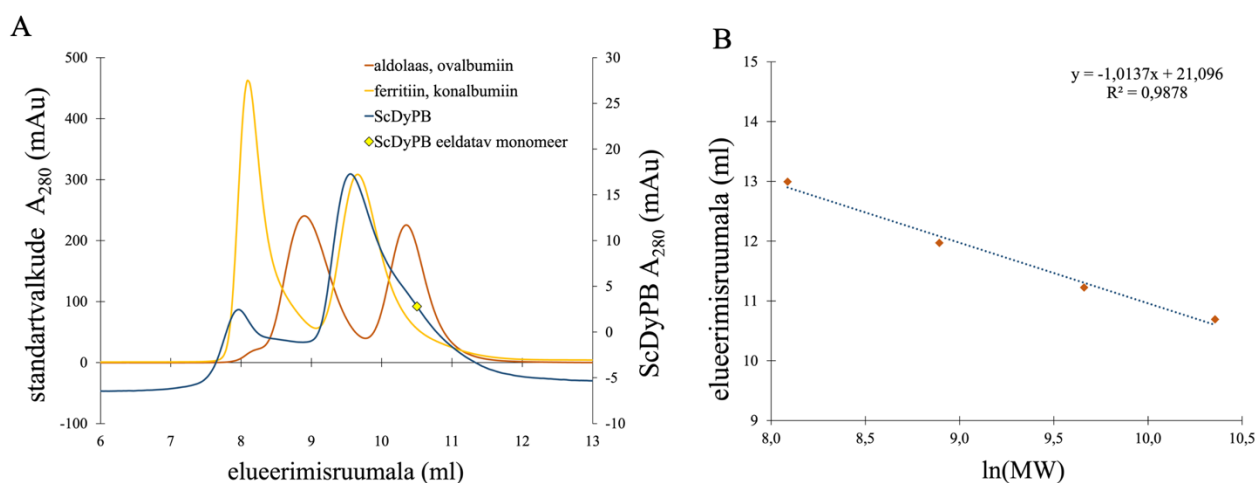 A
standartvalkude A₂₈₀ (mAu)
500
400
300
200
100
0
-100
6
7
8
9
10
11
12
13
elueerimisruumala (ml)
30
25
20
15
10
5
0
-5
-10
ScDyPB A₂₈₀ (mAu)
aldolaas, ovalbumiin
ferritiin, konalbumiin
ScDyPB
ScDyPB eeldatav monomeer
B
elueerimisruumala (ml)
15
14
13
12
11
10
9
8,0
8,5
9,0
9,5
10,0
10,5
ln(MW)
y = -1,0137x + 21,096
R² = 0,9878